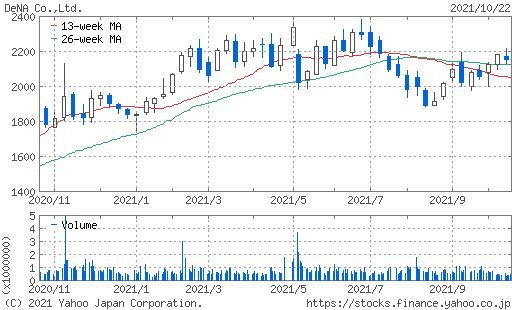 DeNA Co.,Ltd. 2021/10/22
2400
13-week MA
26-week MA
2200
2000
1800
1600
1400
2020/11 2021/1 2021/3 2021/5 2021/7 2021/9
5
Volume
4
3
2
1
0
(x1000000)
2020/11 2021/1 2021/3 2021/5 2021/7 2021/9
(C) 2021 Yahoo Japan Corporation. https://stocks.finance.yahoo.co.jp